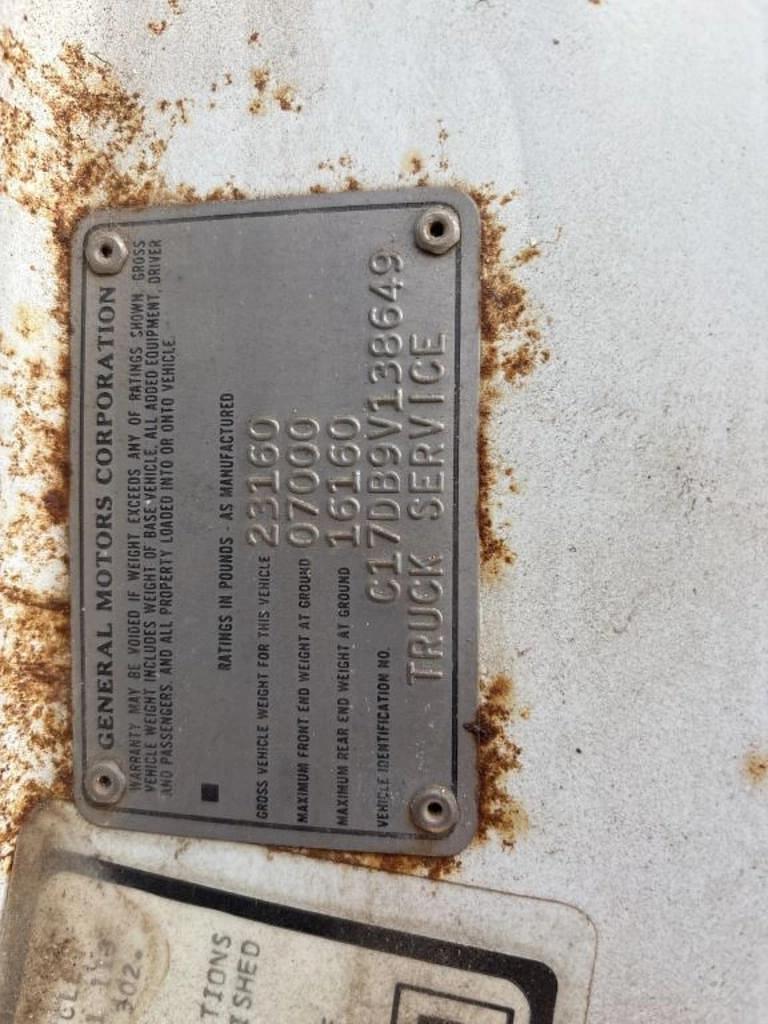 GENERAL MOTORS CORPORATION
WARRANTY MAY BE VOIDED IF WEIGHT EXCEEDS ANY OF RATINGS SHOWN. GROSS
VEHICLE WEIGHT INCLUDES WEIGHT OF BASE VEHICLE, ALL ADDED EQUIPMENT, DRIVER
AND PASSENGERS AND ALL PROPERTY LOADED INTO OR ONTO VEHICLE.
RATINGS IN POUNDS - AS MANUFACTURED
GROSS VEHICLE WEIGHT FOR THIS VEHICLE 23160
MAXIMUM FRONT END WEIGHT AT GROUND 07000
MAXIMUM REAR END WEIGHT AT GROUND 16160
VEHICLE IDENTIFICATION NO. C17DB9V138649
TRUCK SERVICE
302.
TIONS
ISHED